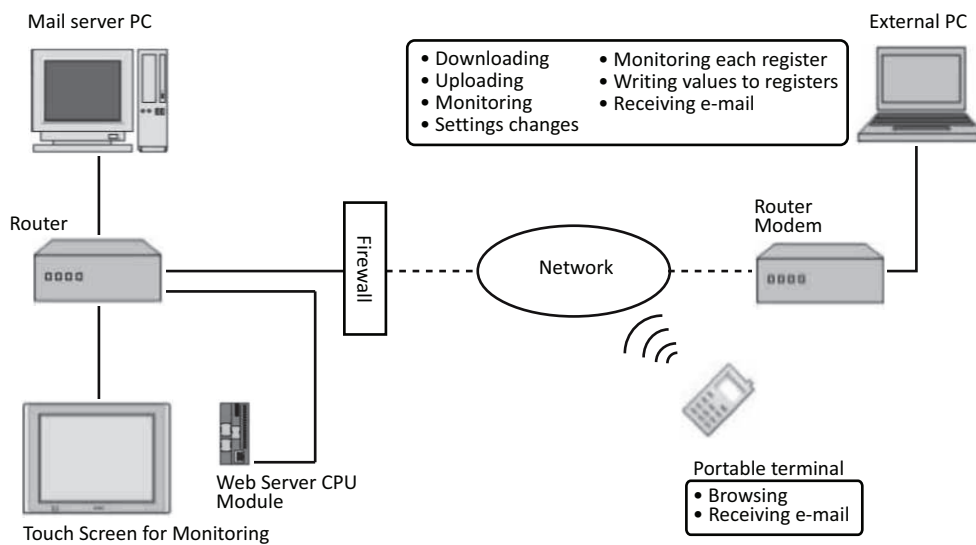 Mail server PC
External PC
• Downloading
• Uploading
• Monitoring
• Settings changes
• Monitoring each register
• Writing values to registers
• Receiving e-mail
Router
Firewall
Network
Router
Modem
Web Server CPU
Module
Touch Screen for Monitoring
Portable terminal
• Browsing
• Receiving e-mail